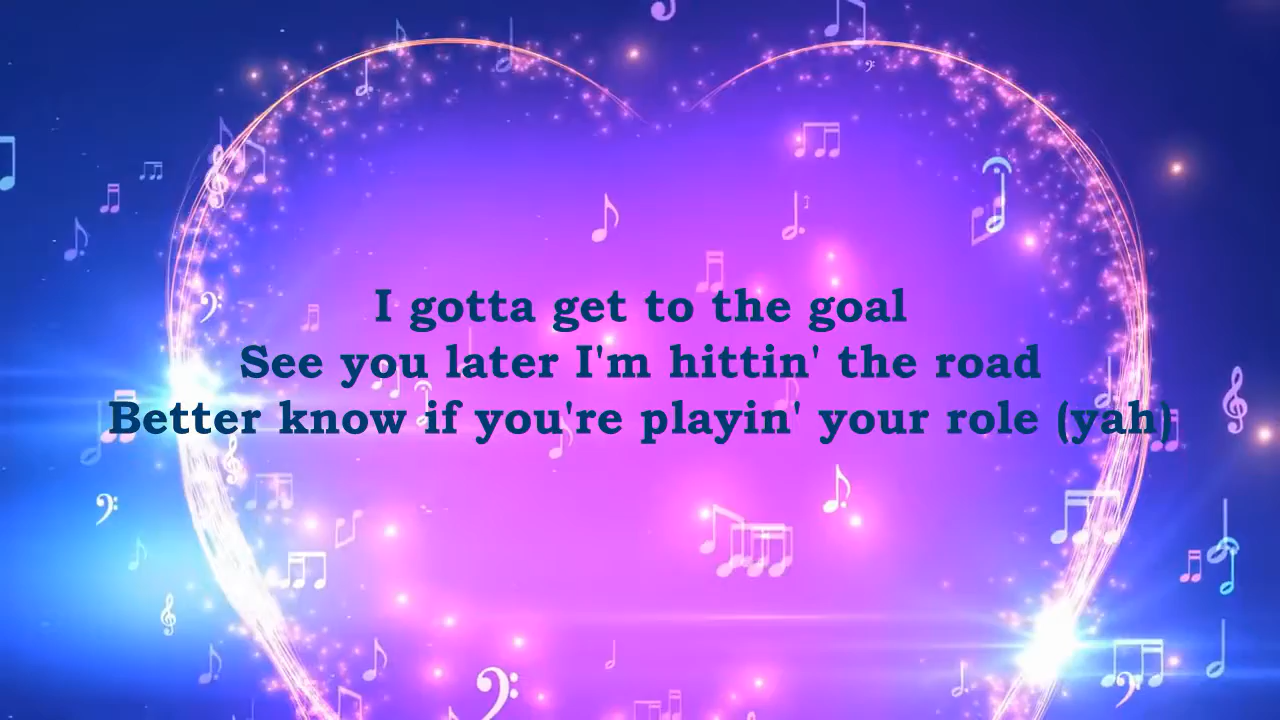 I gotta get to the goal
See you later I'm hittin' the road
Better know if you're playin' your role (yah)